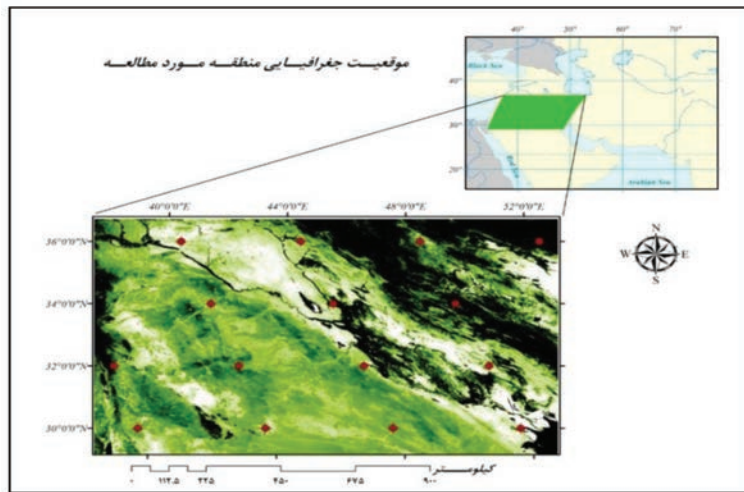 موقعیت جغرافیایی منطقه مورد مطالعه
40° 50° 60° 70°
40°
30°
20°
Black Sea
Red Sea
Arabian Sea
40°0'0"E 44°0'0"E 48°0'0"E 52°0'0"E
36°0'0"N
34°0'0"N
32°0'0"N
30°0'0"N
N
W E
S
کیلومتر
۰ ۱۱۲.۵ ۲۲۵ ۴۵۰ ۶۷۵ ۹۰۰